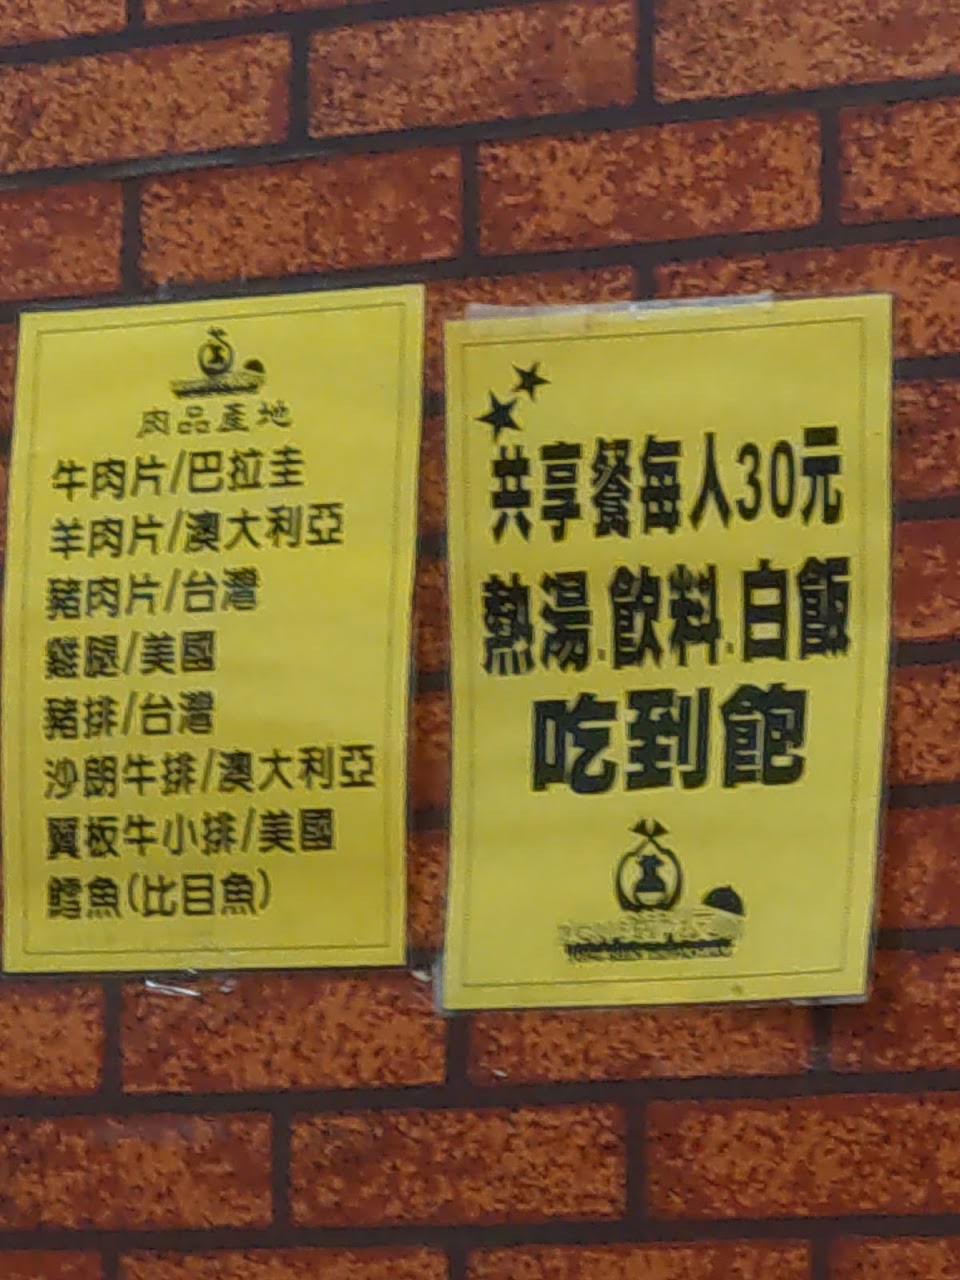 肉品產地
牛肉片/巴拉圭
羊肉片/澳大利亞
豬肉片/台灣
雞腿/美國
豬排/台灣
沙朗牛排/澳大利亞
翼板牛小排/美國
鱈魚(比目魚)
共享餐每人30元
熱湯.飲料.白飯
吃到飽